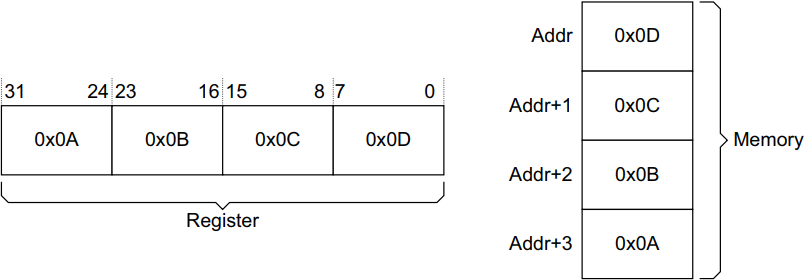 31 24 23 16 15 8 7 0
0x0A 0x0B 0x0C 0x0D
Register
Addr 0x0D
Addr+1 0x0C
Addr+2 0x0B
Addr+3 0x0A
Memory